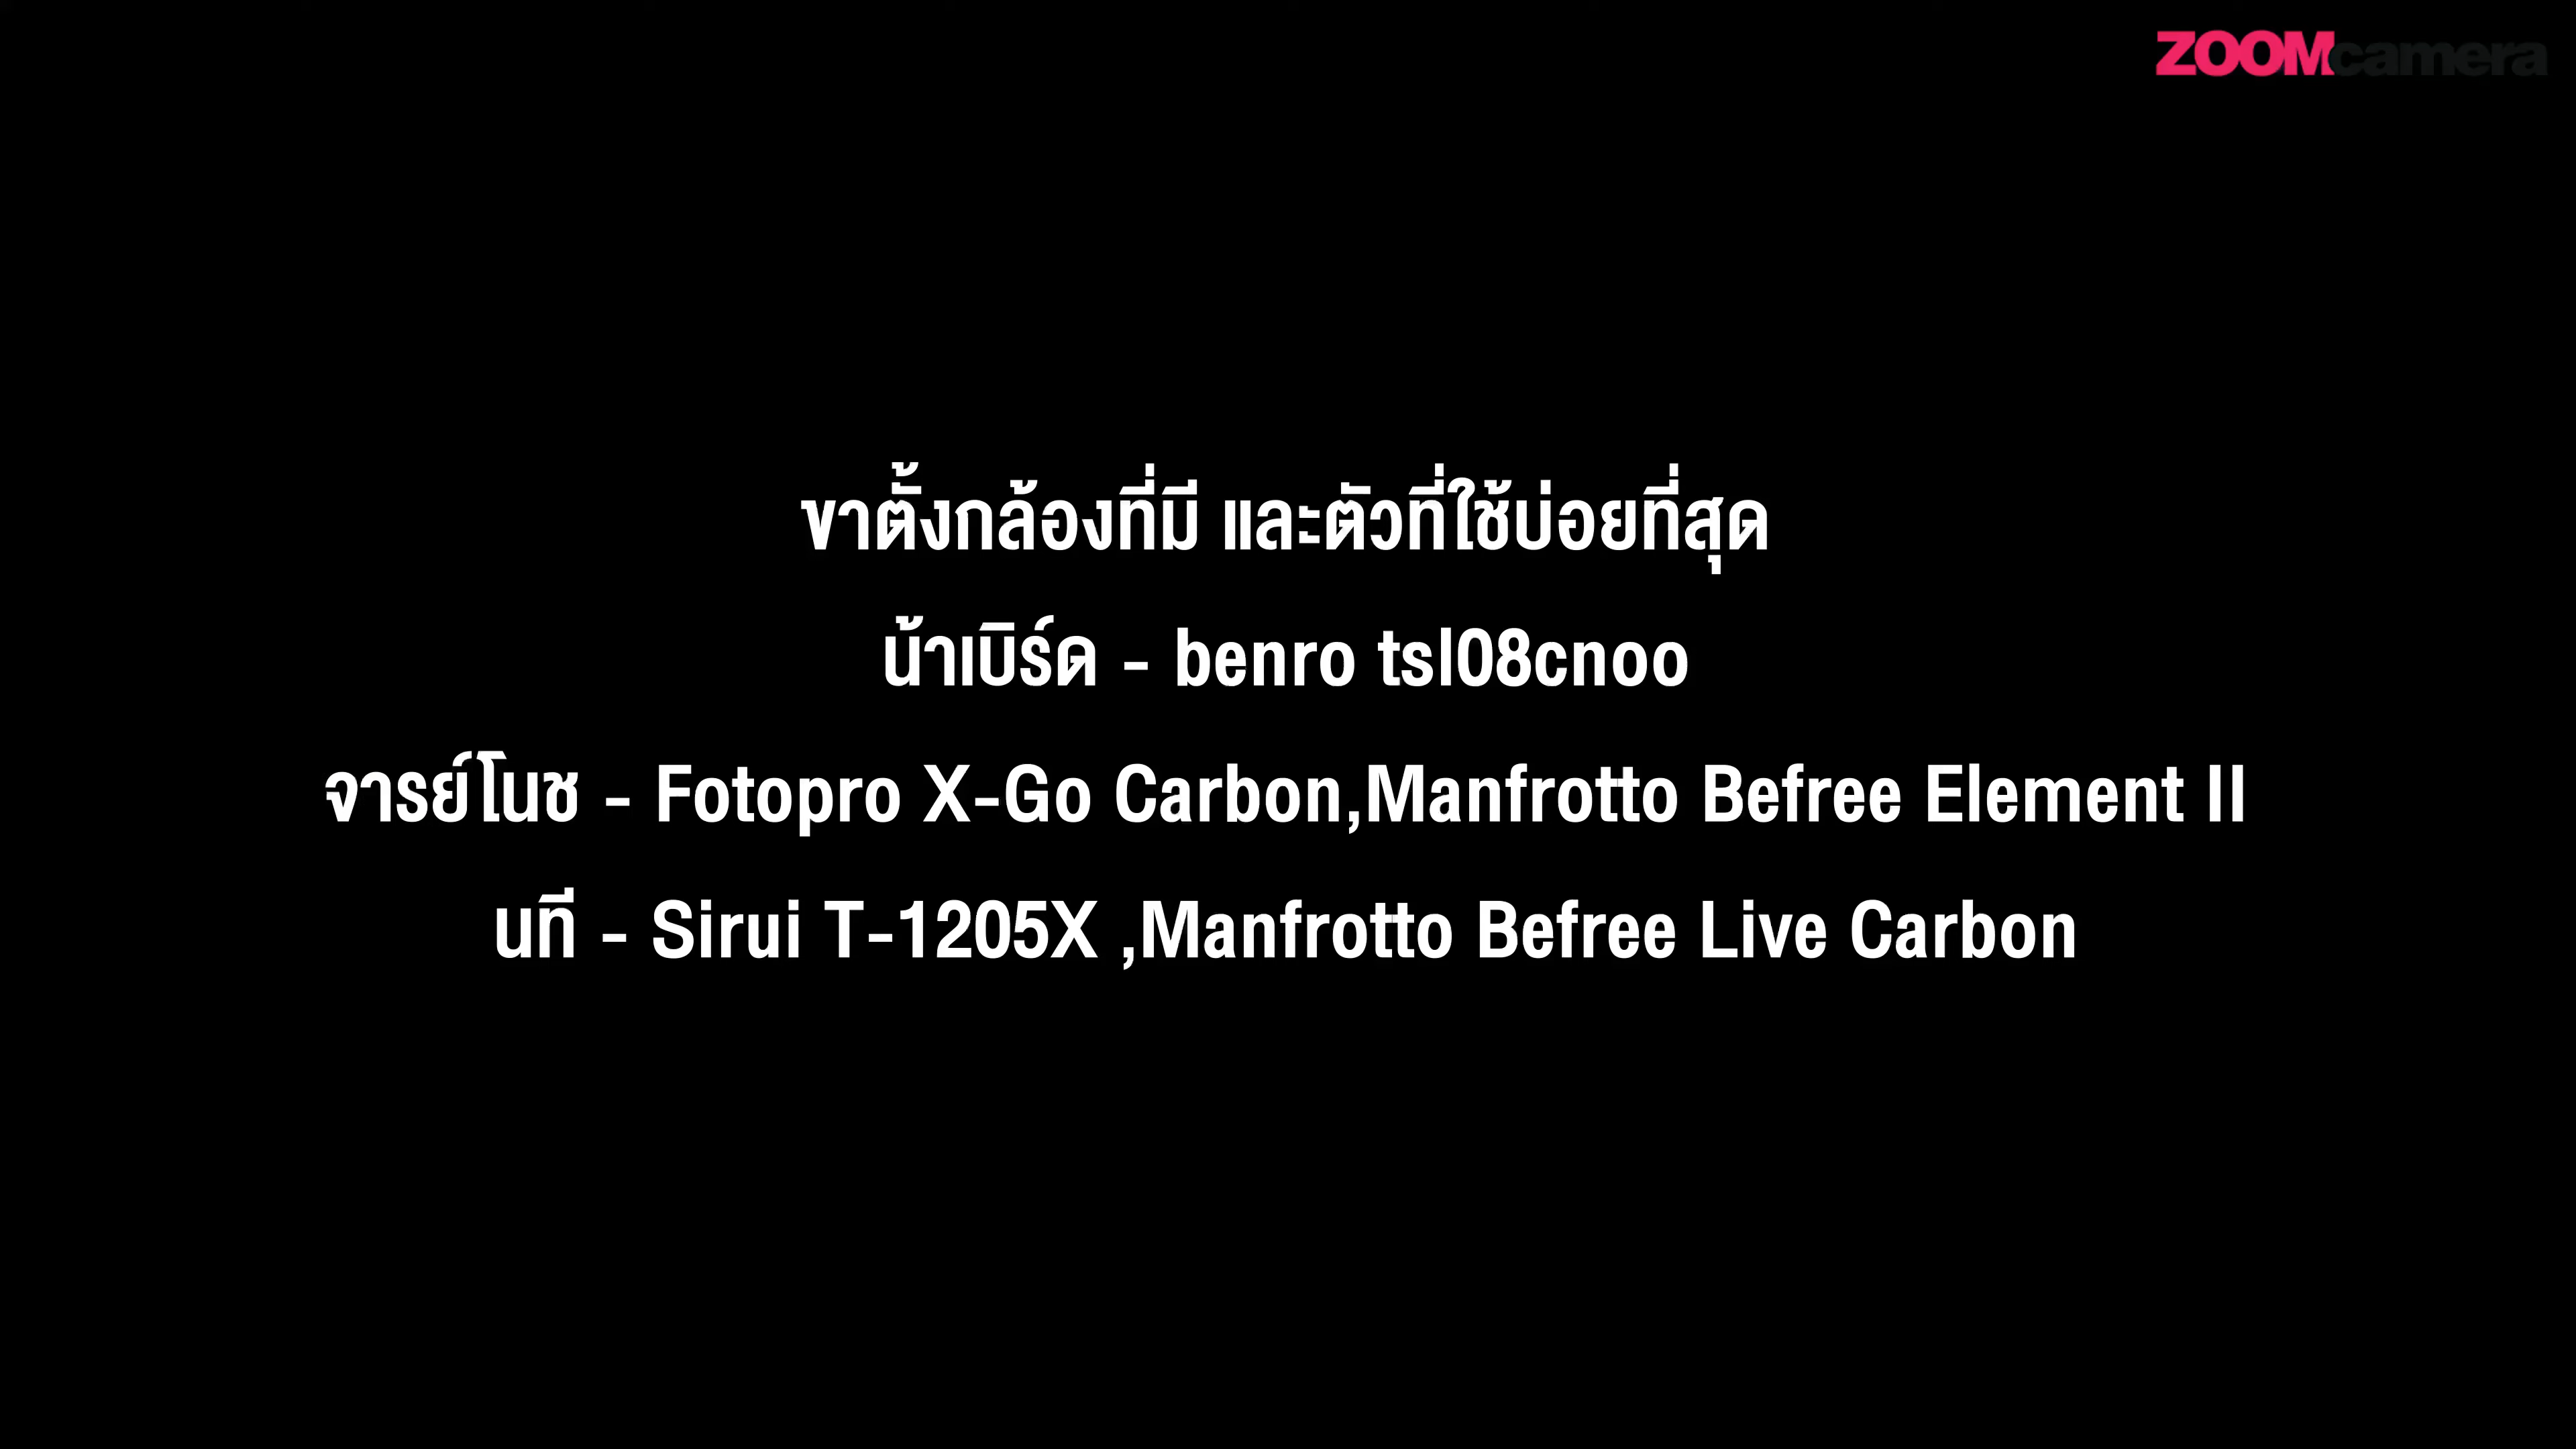 ZOOMcamera
ขาตั้งกล้องที่มี และตัวที่ใช้บ่อยที่สุด
น้าเบิร์ด - benro tsl08cnoo
จารย์โนช - Fotopro X-Go Carbon,Manfrotto Befree Element II
นที - Sirui T-1205X ,Manfrotto Befree Live Carbon